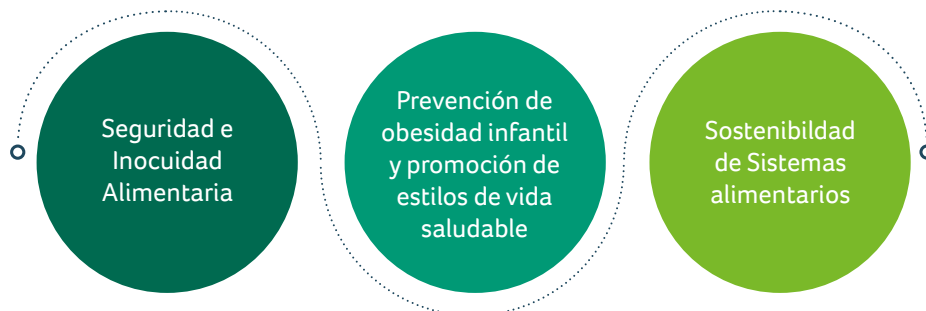 Seguridad e
Inocuidad
Alimentaria
Prevención de
obesidad infantil
y promoción de
estilos de vida
saludable
Sostenibildad
de Sistemas
alimentarios